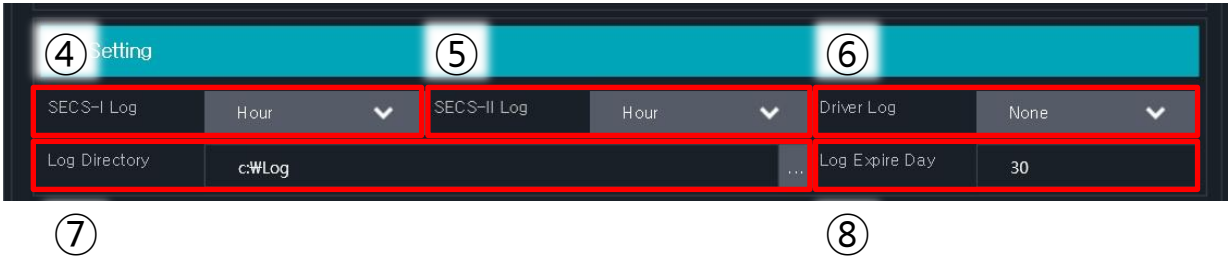 ④ Setting ⑤ ⑥
SECS-I Log Hour SECS-II Log Hour Driver Log None
Log Directory c:₩Log ... Log Expire Day 30
⑦ ⑧